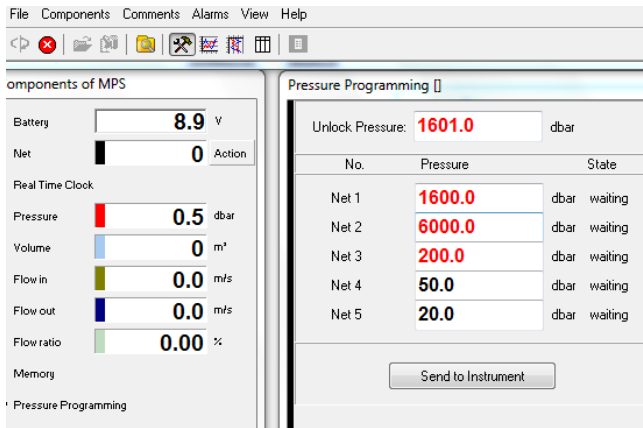 File Components Comments Alarms View Help
omponents of MPS
Battery 8.9 V
Net 0 Action
Real Time Clock
Pressure 0.5 dbar
Volume 0 m³
Flow in 0.0 m/s
Flow out 0.0 m/s
Flow ratio 0.00 %
Memory
Pressure Programming
Pressure Programming []
Unlock Pressure: 1601.0 dbar
No. Pressure State
Net 1 1600.0 dbar waiting
Net 2 6000.0 dbar waiting
Net 3 200.0 dbar waiting
Net 4 50.0 dbar waiting
Net 5 20.0 dbar waiting
Send to Instrument